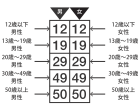 男 女
12歳以下
男性
12 12
12歳以下
女性
13歳〜19歳
男性
19 19
13歳〜19歳
女性
20歳〜29歳
男性
29 29
20歳〜29歳
女性
30歳〜49歳
男性
49 49
30歳〜49歳
女性
50歳以上
男性
50 50
50歳以上
女性